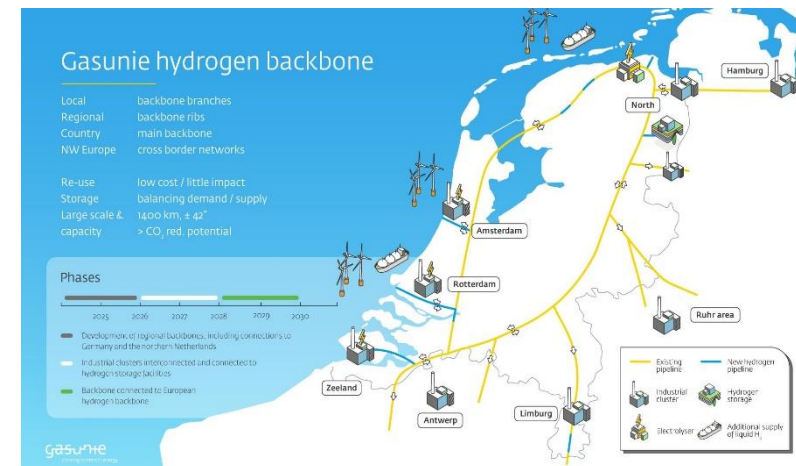 Gasunie hydrogen backbone
Local backbone branches
Regional backbone ribs
Country main backbone
NW Europe cross border networks
Re-use low cost / little impact
Storage balancing demand / supply
Large scale & 1400 km, ± 42"
capacity > CO₂ red. potential
Phases
2025 2026 2027 2028 2029 2030
Development of regional backbones, including connections to
Germany and the northern Netherlands
Industrial clusters interconnected and connected to
hydrogen storage facilities
Backbone connected to European
hydrogen backbone
gasunie
Hamburg
North
Amsterdam
Rotterdam
Ruhr area
Zeeland
Antwerp
Limburg
Existing
pipeline
New hydrogen
pipeline
Industrial
cluster
Hydrogen
storage
Electrolyser
Additional supply
of liquid H₂